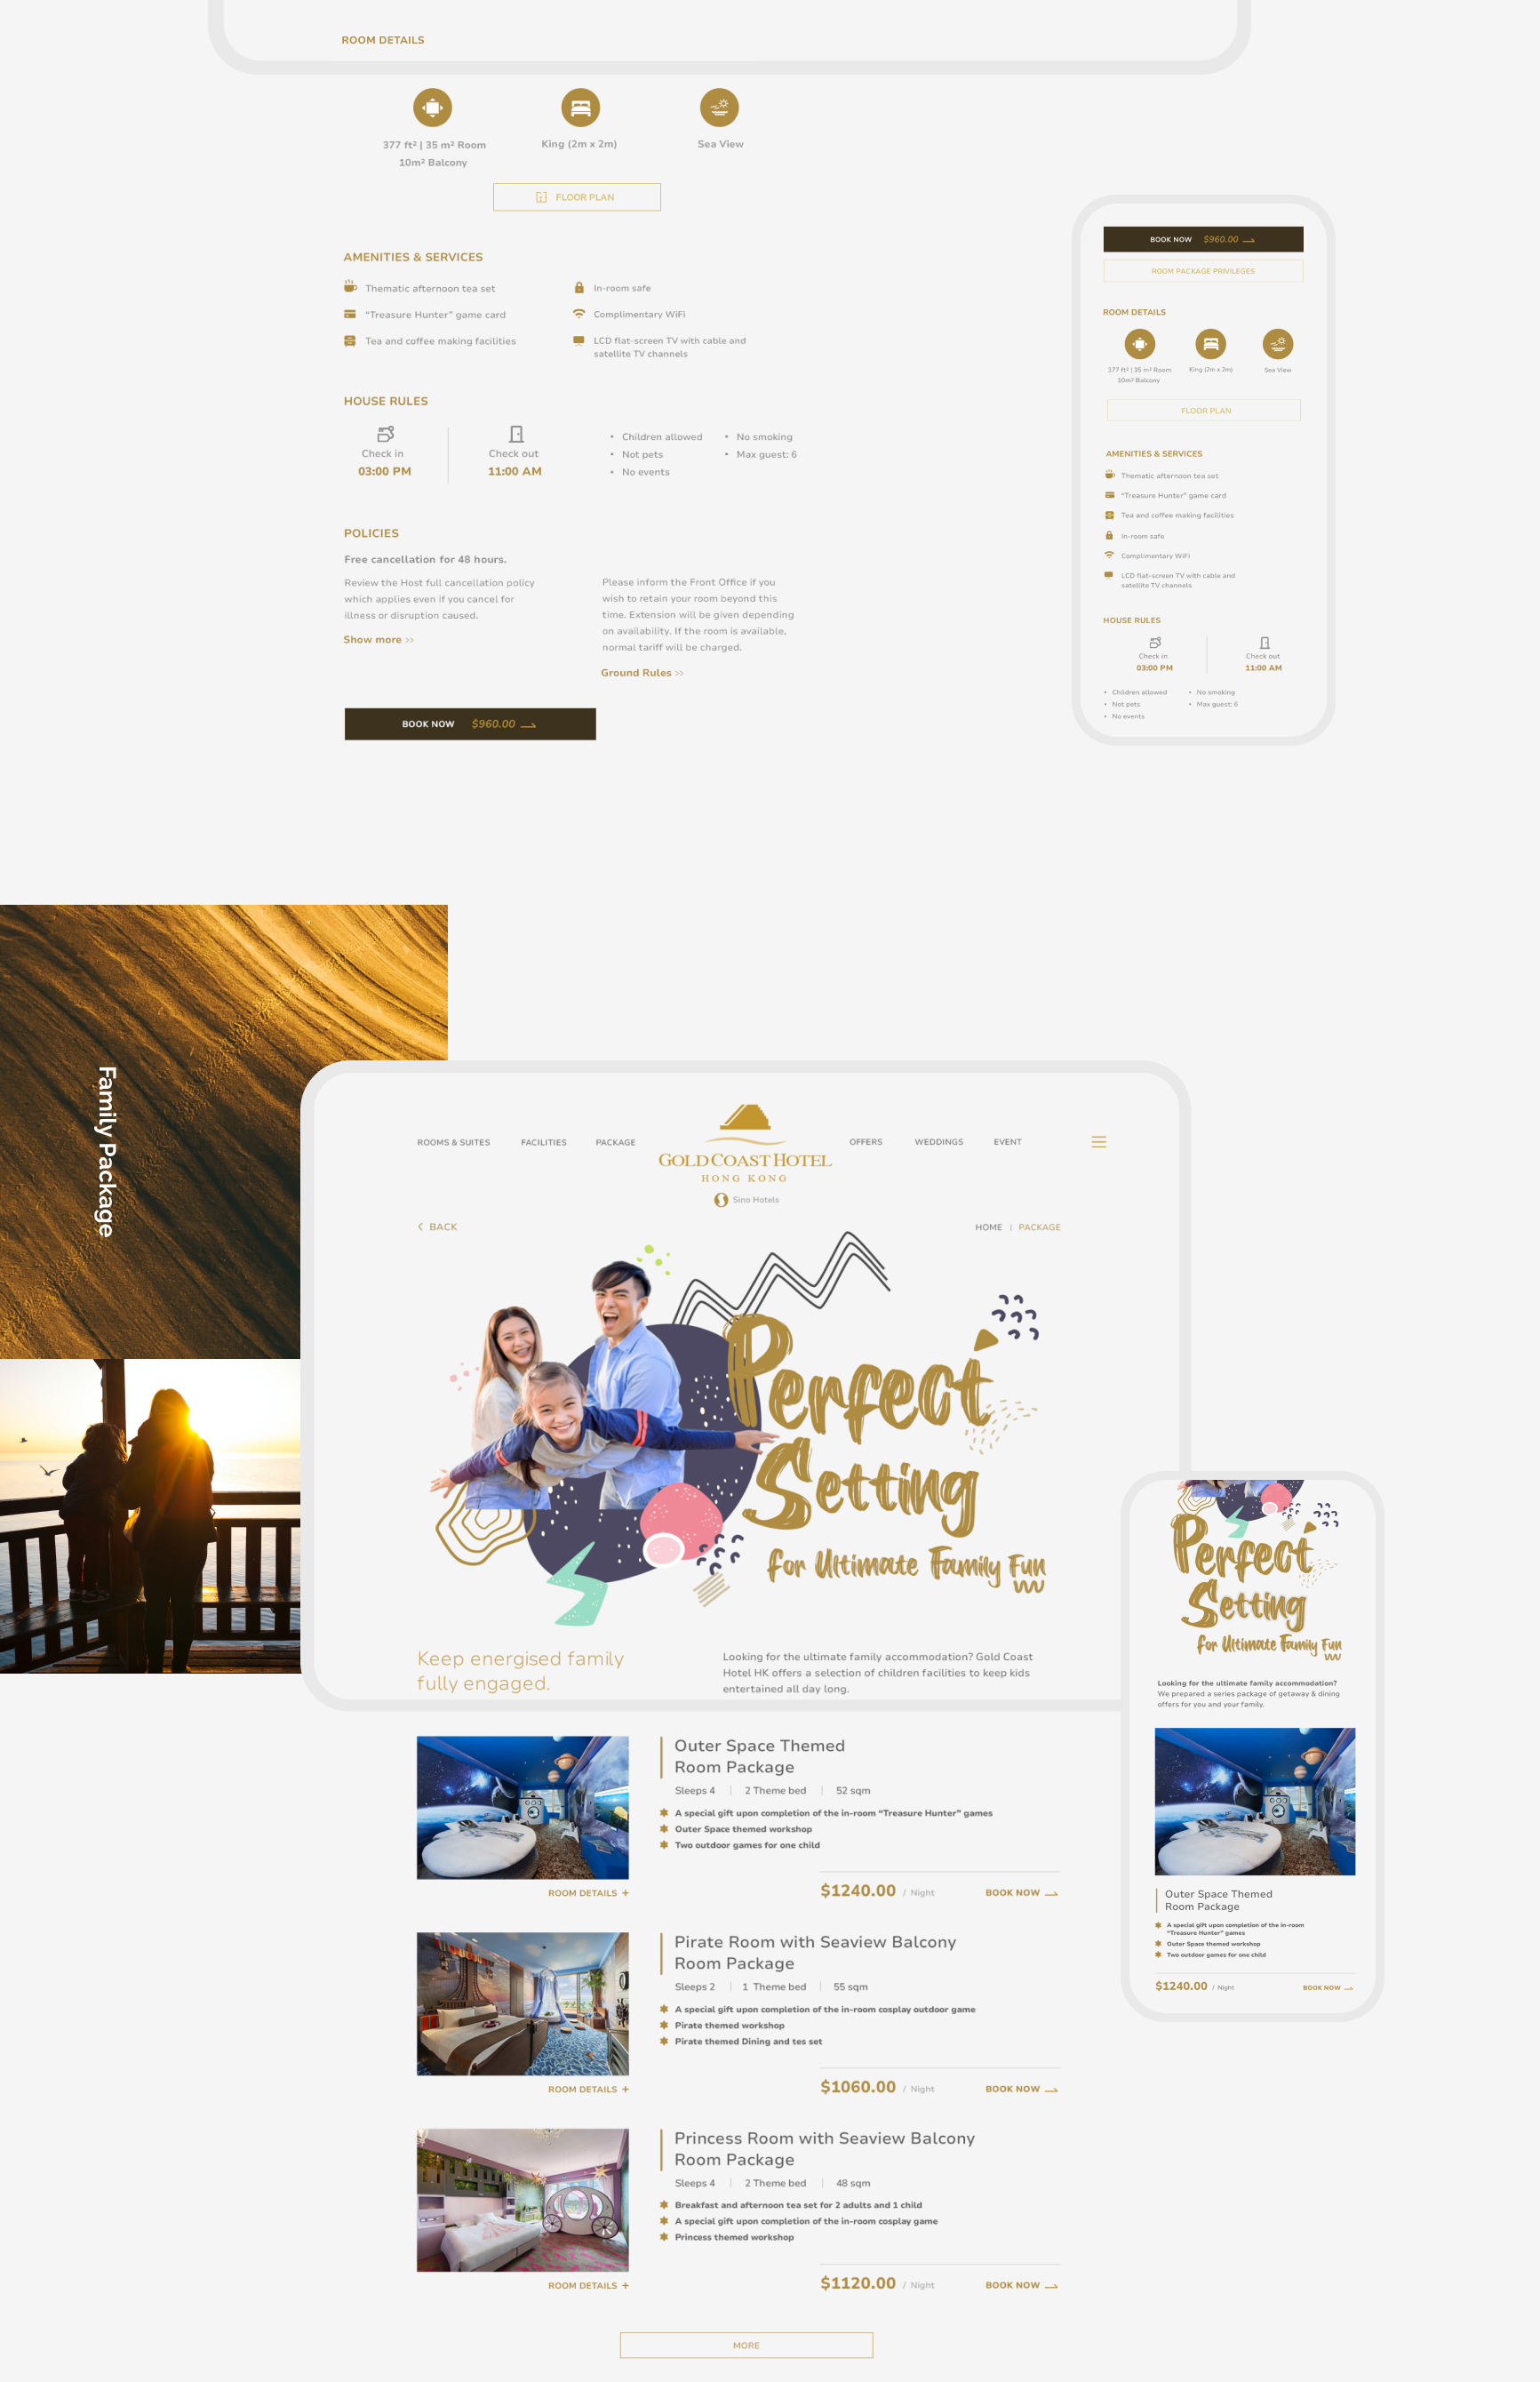 ROOM DETAILS
377 ft² | 35 m² Room
10m² Balcony
King (2m x 2m)
Sea View
FLOOR PLAN
AMENITIES & SERVICES
Thematic afternoon tea set
“Treasure Hunter” game card
Tea and coffee making facilities
In-room safe
Complimentary WiFi
LCD flat-screen TV with cable and
satellite TV channels
HOUSE RULES
Check in
03:00 PM
Check out
11:00 AM
• Children allowed
• Not pets
• No events
• No smoking
• Max guest: 6
POLICIES
Free cancellation for 48 hours.
Review the Host full cancellation policy
which applies even if you cancel for
illness or disruption caused.
Show more >>
Please inform the Front Office if you
wish to retain your room beyond this
time. Extension will be given depending
on availability. If the room is available,
normal tariff will be charged.
Ground Rules >>
BOOK NOW $960.00
BOOK NOW $960.00
ROOM PACKAGE PRIVILEGES
ROOM DETAILS
377 ft² | 35 m² Room
10m² Balcony
King (2m x 2m)
Sea View
FLOOR PLAN
AMENITIES & SERVICES
Thematic afternoon tea set
“Treasure Hunter” game card
Tea and coffee making facilities
In-room safe
Complimentary WiFi
LCD flat-screen TV with cable and
satellite TV channels
HOUSE RULES
Check in
03:00 PM
Check out
11:00 AM
• Children allowed
• Not pets
• No events
• No smoking
• Max guest: 6
Family Package
ROOMS & SUITES FACILITIES PACKAGE
GOLD COAST HOTEL
HONG KONG
Sino Hotels
OFFERS WEDDINGS EVENT
< BACK
HOME | PACKAGE
Perfect
Setting
for Ultimate Family Fun
Keep energised family
fully engaged.
Looking for the ultimate family accommodation? Gold Coast
Hotel HK offers a selection of children facilities to keep kids
entertained all day long.
Outer Space Themed
Room Package
Sleeps 4 | 2 Theme bed | 52 sqm
A special gift upon completion of the in-room “Treasure Hunter” games
Outer Space themed workshop
Two outdoor games for one child
ROOM DETAILS +
$1240.00 / Night BOOK NOW
Pirate Room with Seaview Balcony
Room Package
Sleeps 2 | 1 Theme bed | 55 sqm
A special gift upon completion of the in-room cosplay outdoor game
Pirate themed workshop
Pirate themed Dining and tes set
ROOM DETAILS +
$1060.00 / Night BOOK NOW
Princess Room with Seaview Balcony
Room Package
Sleeps 4 | 2 Theme bed | 48 sqm
Breakfast and afternoon tea set for 2 adults and 1 child
A special gift upon completion of the in-room cosplay game
Princess themed workshop
ROOM DETAILS +
$1120.00 / Night BOOK NOW
MORE
Perfect
Setting
for Ultimate Family Fun
Looking for the ultimate family accommodation?
We prepared a series package of getaway & dining
offers for you and your family.
Outer Space Themed
Room Package
A special gift upon completion of the in-room
“Treasure Hunter” games
Outer Space themed workshop
Two outdoor games for one child
$1240.00 / Night BOOK NOW